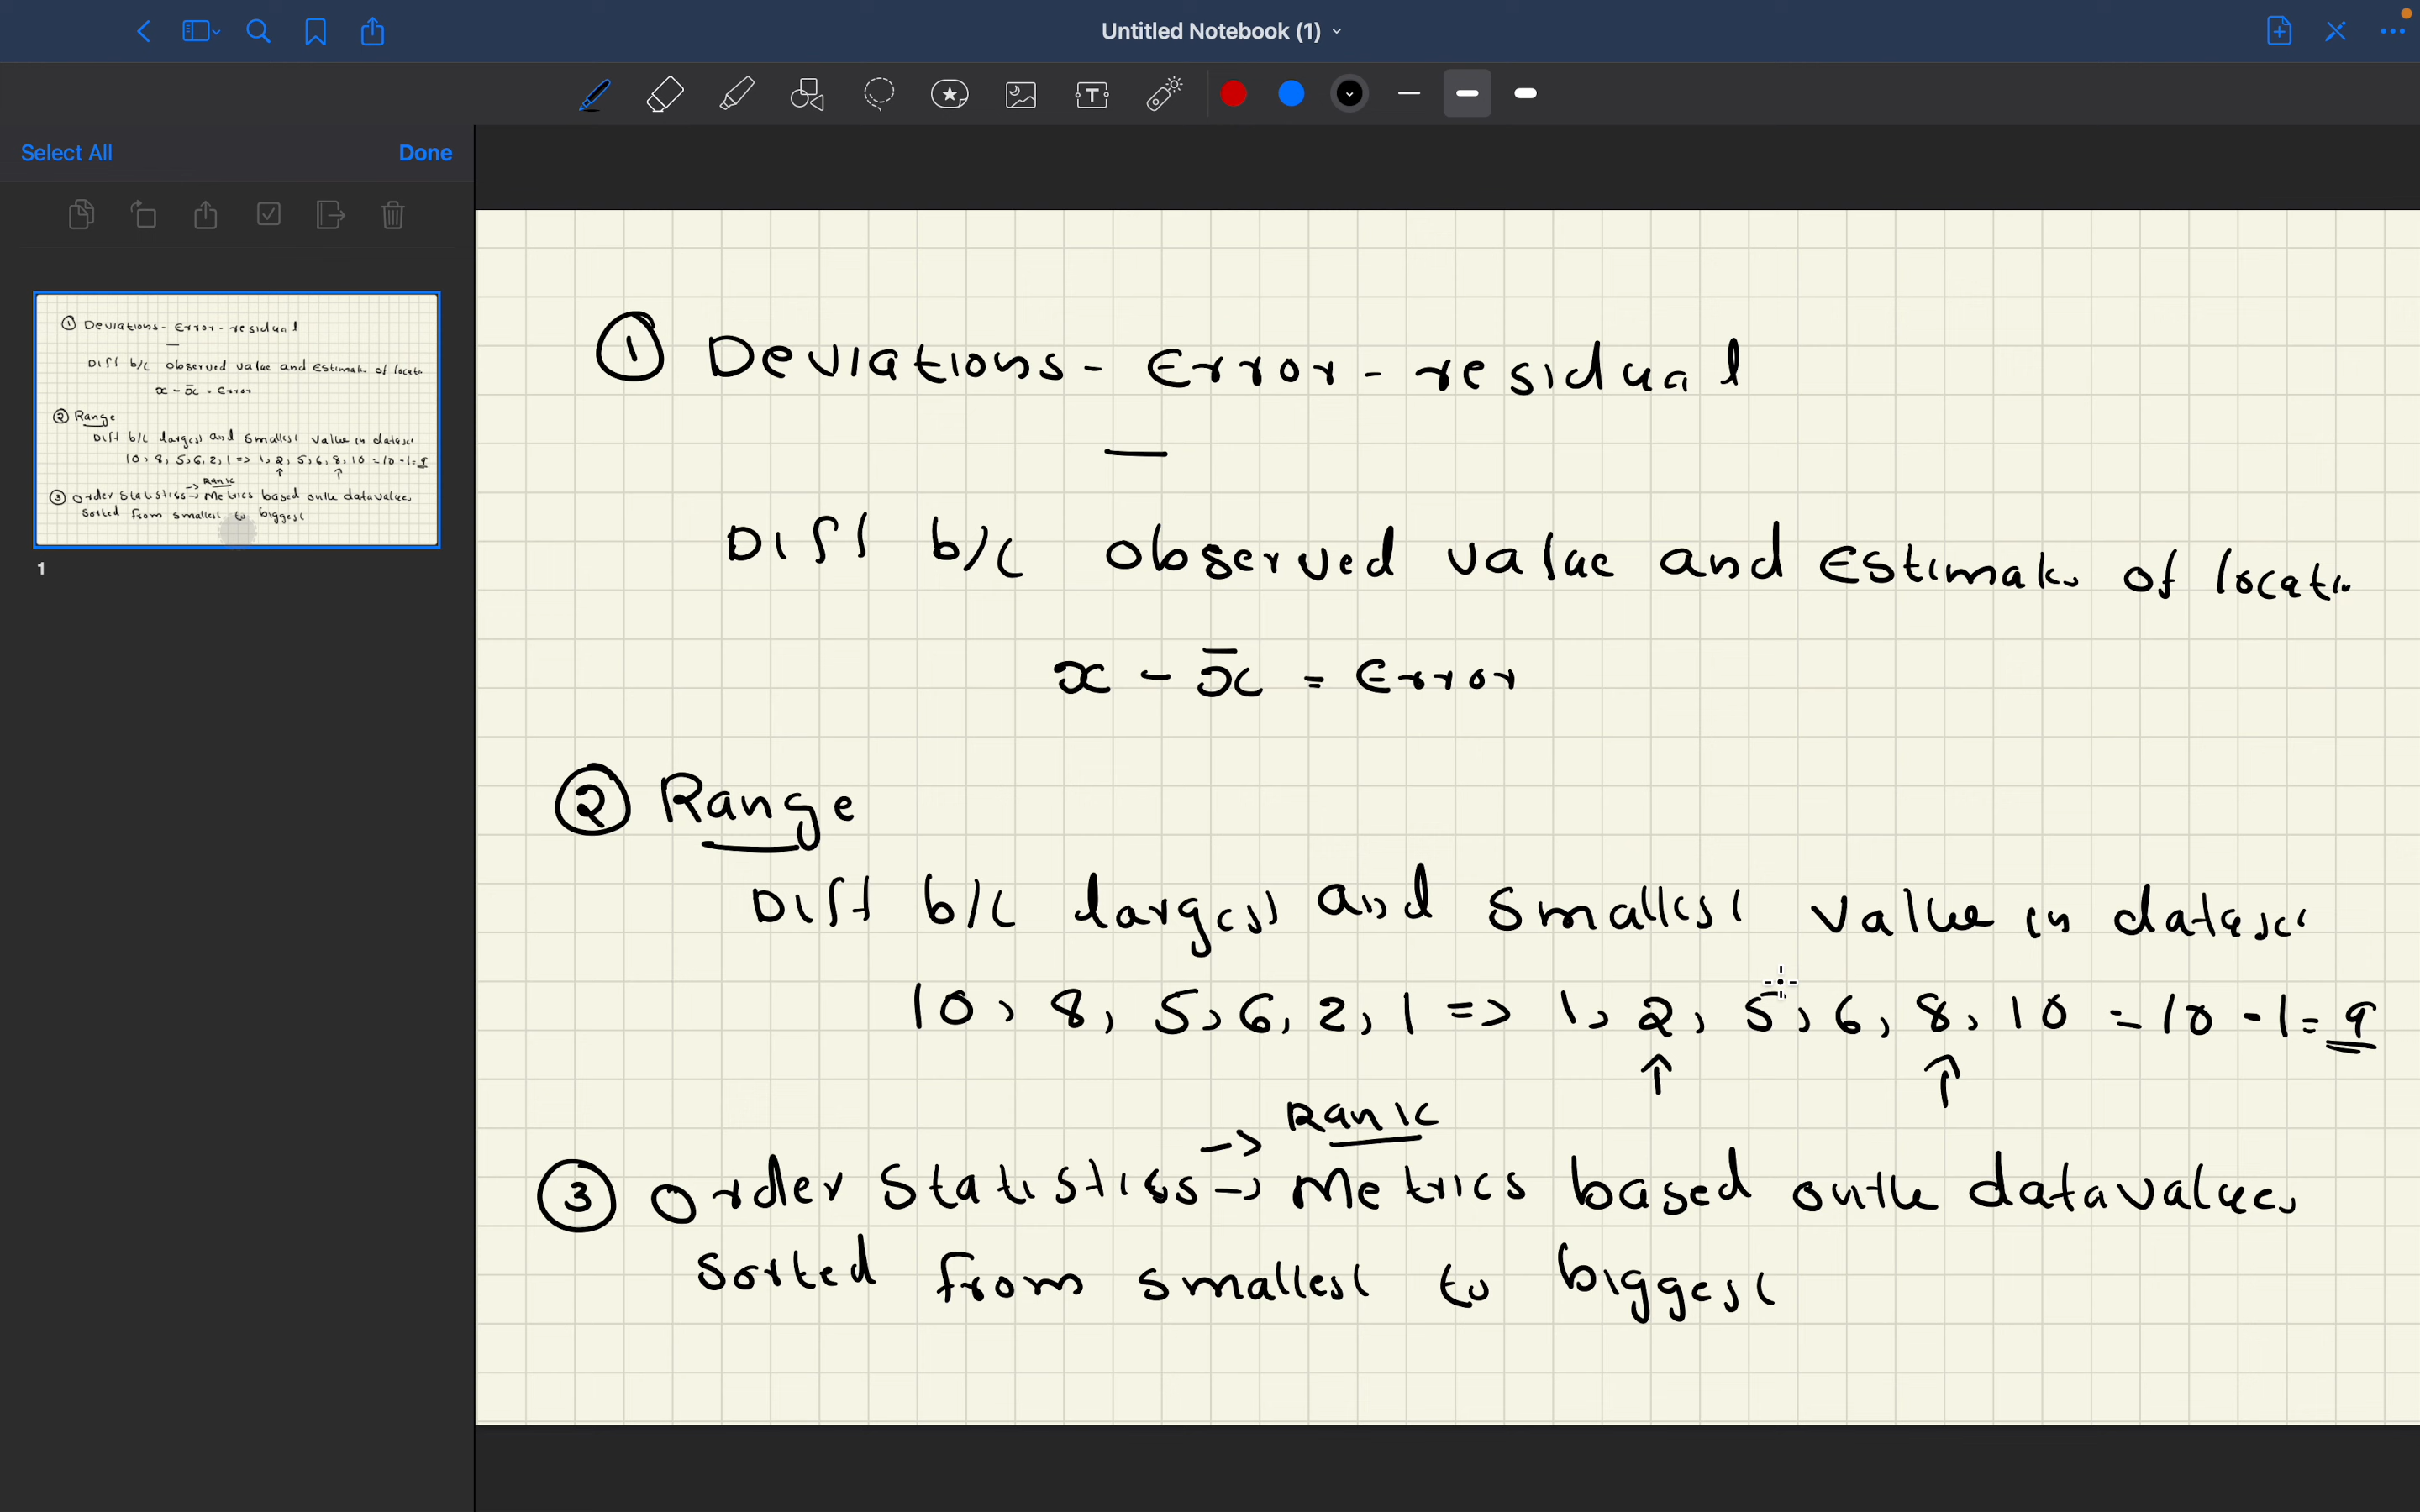 Untitled Notebook (1)
Select All
Done
① Deviations - Error - residual
Diff b/c observed value and Estimate of locatio
x - x̄ = Error
② Range
Diff b/c largest and smallest value in dataset
10, 8, 5, 6, 2, 1 => 1, 2, 5, 6, 8, 10 = 10 - 1 = 9
↑ ↑
-> Rank
③ Order Statistics -> Metrics based on the data values
sorted from smallest to biggest
1